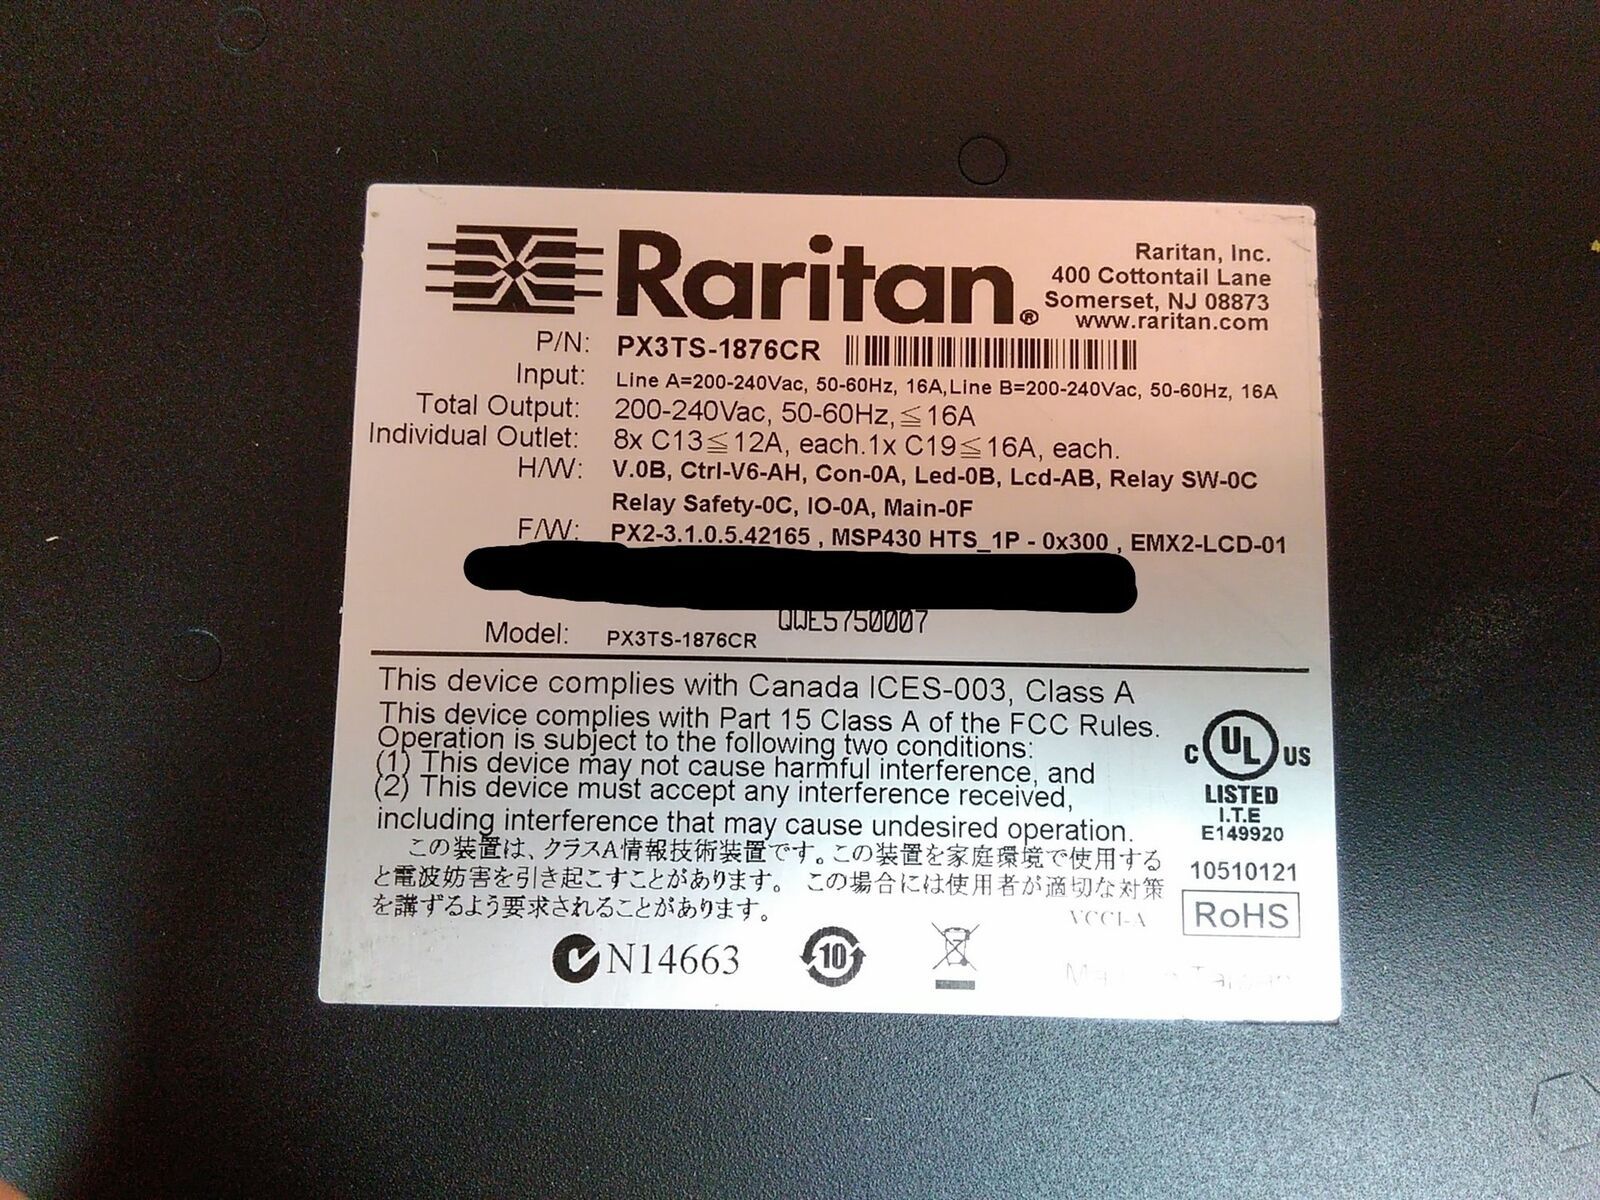 Raritan®
Raritan, Inc.
400 Cottontail Lane
Somerset, NJ 08873
www.raritan.com
P/N: PX3TS-1876CR
Input: Line A=200-240Vac, 50-60Hz, 16A,Line B=200-240Vac, 50-60Hz, 16A
Total Output: 200-240Vac, 50-60Hz,≦16A
Individual Outlet: 8x C13≦12A, each.1x C19≦16A, each.
H/W: V.0B, Ctrl-V6-AH, Con-0A, Led-0B, Lcd-AB, Relay SW-0C
Relay Safety-0C, IO-0A, Main-0F
F/W: PX2-3.1.0.5.42165 , MSP430 HTS_1P - 0x300 , EMX2-LCD-01
QWE5750007
Model: PX3TS-1876CR
This device complies with Canada ICES-003, Class A
This device complies with Part 15 Class A of the FCC Rules.
Operation is subject to the following two conditions:
(1) This device may not cause harmful interference, and
(2) This device must accept any interference received,
including interference that may cause undesired operation.
この装置は、クラスA情報技術装置です。この装置を家庭環境で使用する
と電波妨害を引き起こすことがあります。 この場合には使用者が適切な対策
を講ずるよう要求されることがあります。
VCCI-A
C UL US
LISTED
I.T.E
E149920
10510121
RoHS
N14663
10
Made in Taiwan